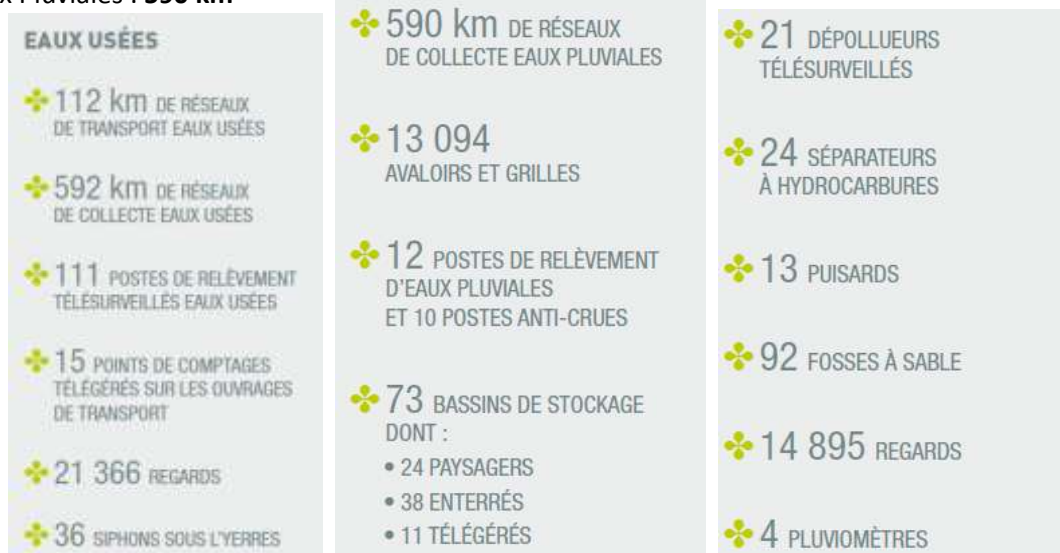 x Pluviales : 590 km
EAUX USÉES
112 km DE RÉSEAUX
DE TRANSPORT EAUX USÉES
592 km DE RÉSEAUX
DE COLLECTE EAUX USÉES
111 POSTES DE RELÈVEMENT
TÉLÉSURVEILLÉS EAUX USÉES
15 POINTS DE COMPTAGES
TÉLÉGÉRÉS SUR LES OUVRAGES
DE TRANSPORT
21 366 REGARDS
36 SIPHONS SOUS L'YERRES
590 km DE RÉSEAUX
DE COLLECTE EAUX PLUVIALES
13 094
AVALOIRS ET GRILLES
12 POSTES DE RELÈVEMENT
D'EAUX PLUVIALES
ET 10 POSTES ANTI-CRUES
73 BASSINS DE STOCKAGE
DONT :
• 24 PAYSAGERS
• 38 ENTERRÉS
• 11 TÉLÉGÉRÉS
21 DÉPOLLUEURS
TÉLÉSURVEILLÉS
24 SÉPARATEURS
À HYDROCARBURES
13 PUISARDS
92 FOSSES À SABLE
14 895 REGARDS
4 PLUVIOMÈTRES